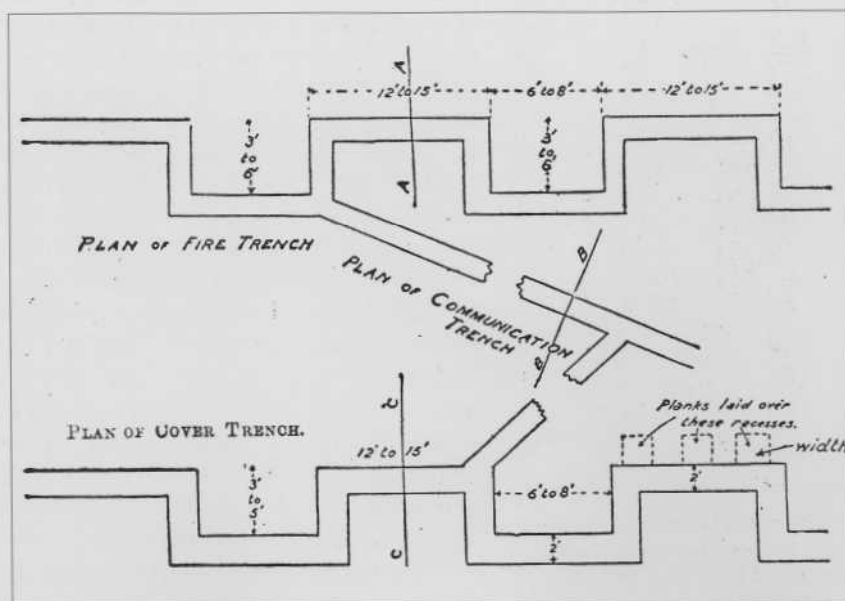 A
12' to 15'
6' to 8'
12' to 15'
3'
to
6'
A
3'
to
6'
PLAN OF FIRE TRENCH
B
PLAN OF COMMUNICATION
TRENCH
B
Planks laid over
these recesses.
width
PLAN OF COVER TRENCH.
12' to 15'
3'
to
5'
6' to 8'
2'
C
2'